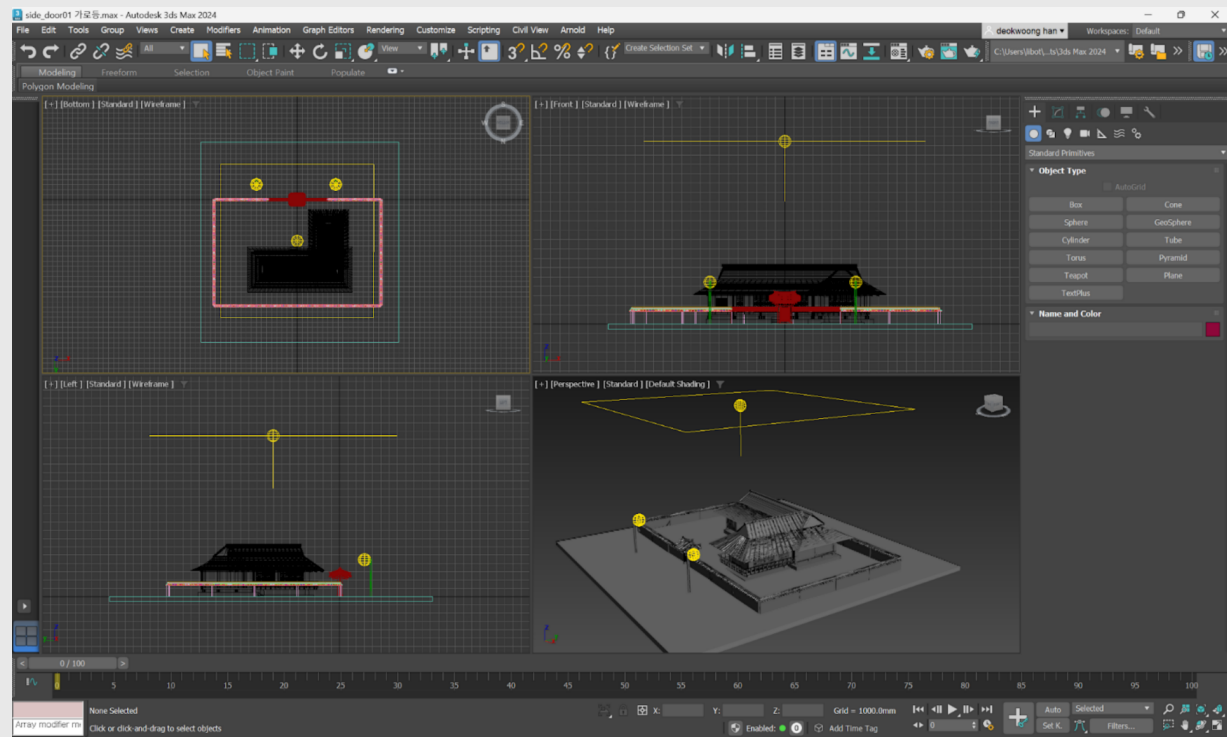 side_door01 가로등.max - Autodesk 3ds Max 2024
File Edit Tools Group Views Create Modifiers Animation Graph Editors Rendering Customize Scripting Civil View Arnold Help
deokwoong han
Workspaces: Default
All
View
Create Selection Set
C:\Users\libot\...ts\3ds Max 2024
Modeling Freeform Selection Object Paint Populate
Polygon Modeling
[+] [Bottom ] [Standard ] [Wireframe ]
[+] [Front ] [Standard ] [Wireframe ]
[+] [Left ] [Standard ] [Wireframe ]
[+] [Perspective ] [Standard ] [Default Shading ]
Standard Primitives
Object Type
AutoGrid
Box Cone
Sphere GeoSphere
Cylinder Tube
Torus Pyramid
Teapot Plane
TextPlus
Name and Color
0 / 100
0 5 10 15 20 25 30 35 40 45 50 55 60 65 70 75 80 85 90 95 100
None Selected
X: Y: Z: Grid = 1000.0mm
Auto Selected
Array modifier m
Click or click-and-drag to select objects
Enabled: Add Time Tag
0
Set K. Filters...